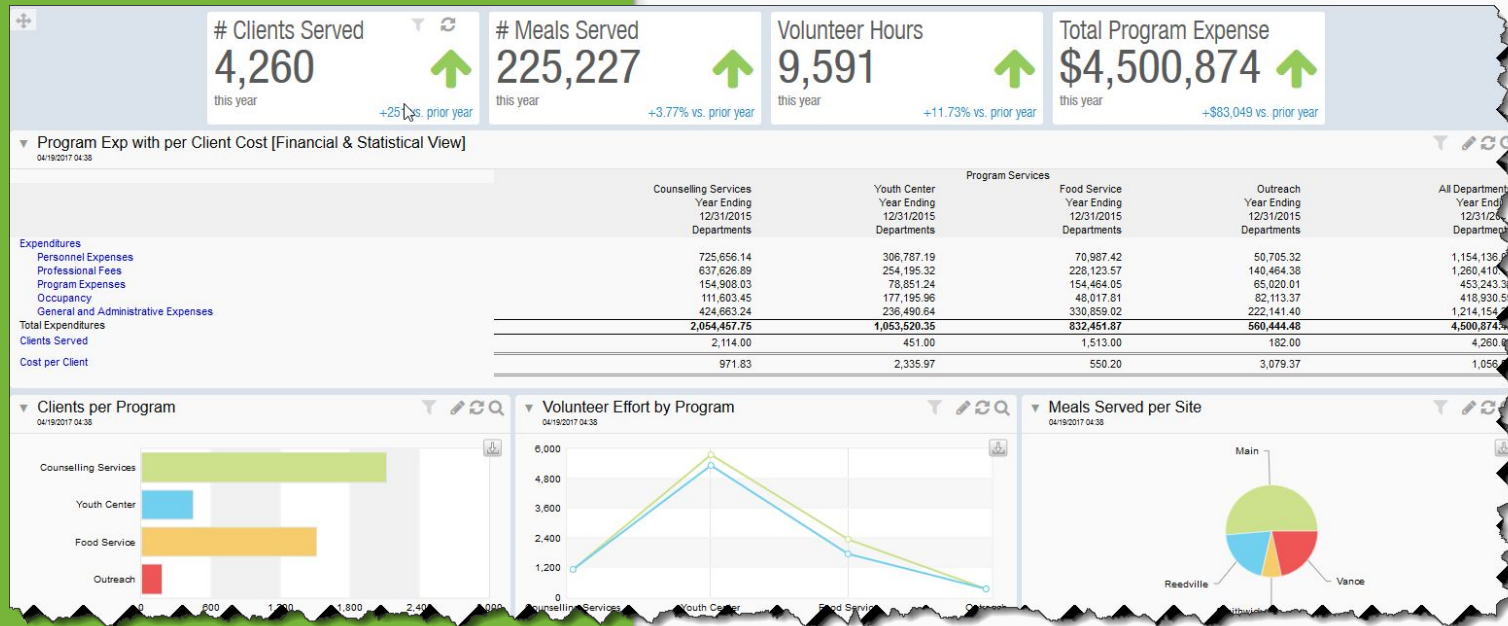 # Clients Served
4,260
this year
vs. prior year
# Meals Served
225,227
this year
+3.77% vs. prior year
Volunteer Hours
9,591
this year
+11.73% vs. prior year
Total Program Expense
$4,500,874
this year
+$83,049 vs. prior year
Program Exp with per Client Cost [Financial & Statistical View]
04/19/2017 04:38
Program Services
Counselling Services Youth Center Food Service Outreach All
Year Ending Year Ending Year Ending Year Ending Year
12/31/2015 12/31/2015 12/31/2015 12/31/2015
Departments Departments Departments Departments
Expenditures
Personnel Expenses 725,656.14 306,787.19 70,987.42 50,705.32
Professional Fees 637,626.89 254,195.32 228,123.57 140,464.38
Program Expenses 154,908.03 78,851.24 154,464.05 65,020.01
Occupancy 111,603.45 177,195.96 48,017.81 82,113.37
General and Administrative Expenses 424,663.24 236,490.64 330,859.02 222,141.40
Total Expenditures 2,054,457.75 1,053,520.35 832,451.87 560,444.48
Clients Served 2,114.00 451.00 1,513.00 182.00
Cost per Client 971.83 2,335.97 550.20 3,079.37
Clients per Program
04/19/2017 04:38
Counselling Services
Youth Center
Food Service
Outreach
0 600 1,800
Volunteer Effort by Program
04/19/2017 04:38
6,000
4,800
3,600
2,400
1,200
0
Meals Served per Site
04/19/2017 04:38
Main
Reedville
Vance